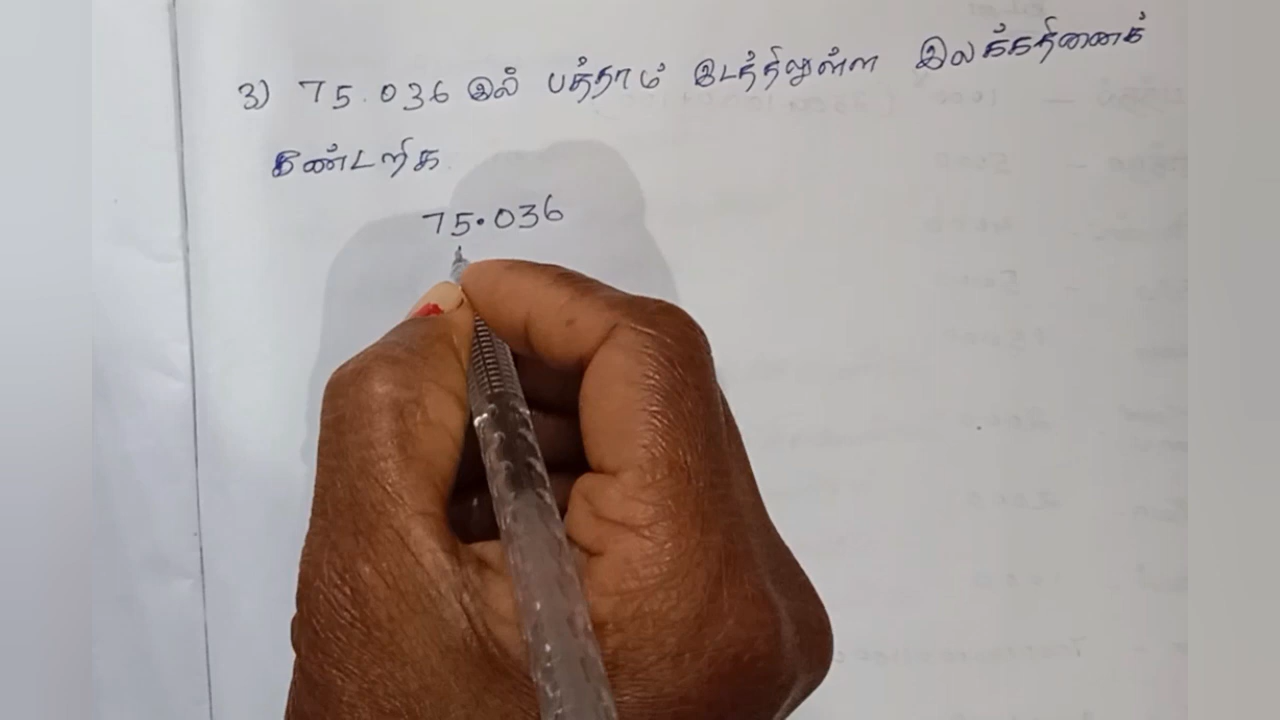 3) 75.036 இல் பத்தாம் இடத்திலுள்ள இலக்கதினைக்
கண்டறிக.
75.036